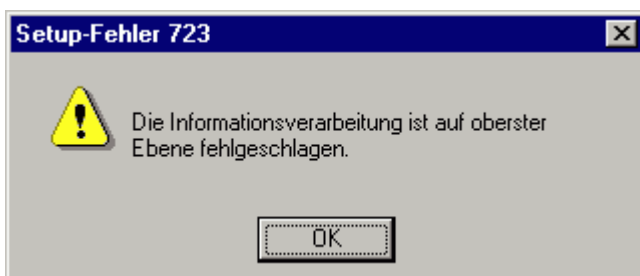 Setup-Fehler 723
Die Informationsverarbeitung ist auf oberster
Ebene fehlgeschlagen.
OK